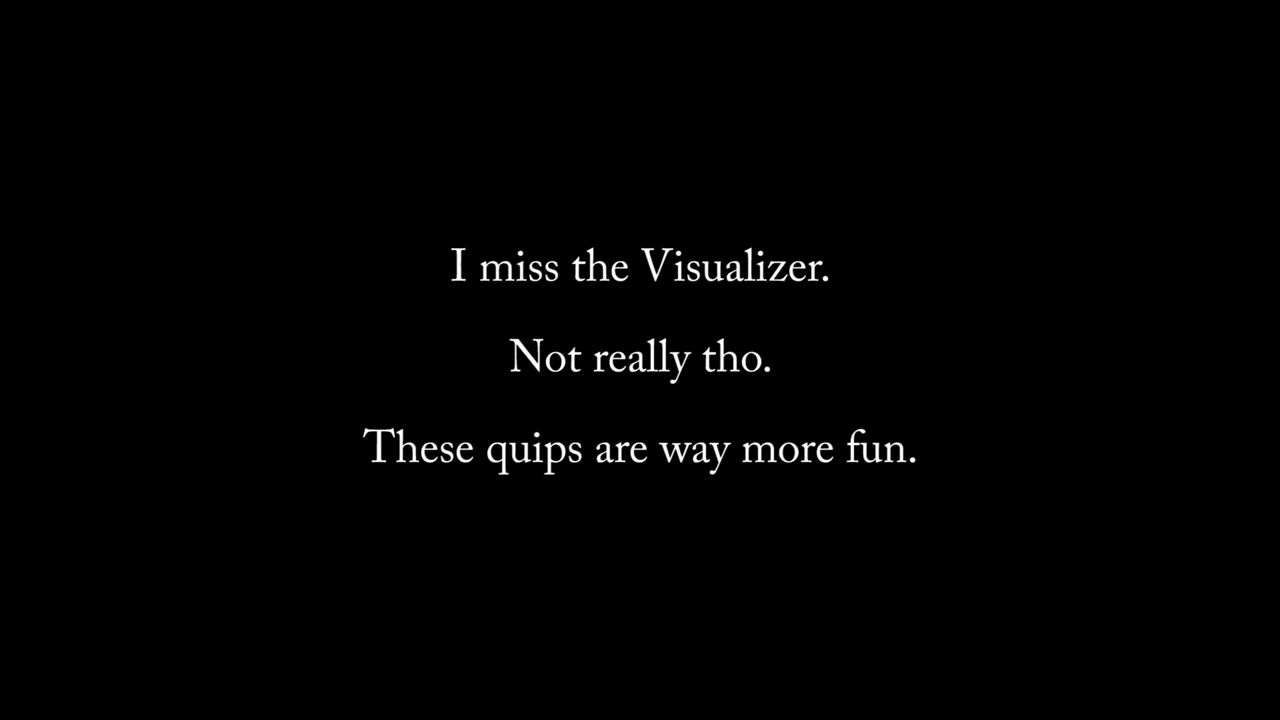 I miss the Visualizer.
Not really tho.
These quips are way more fun.